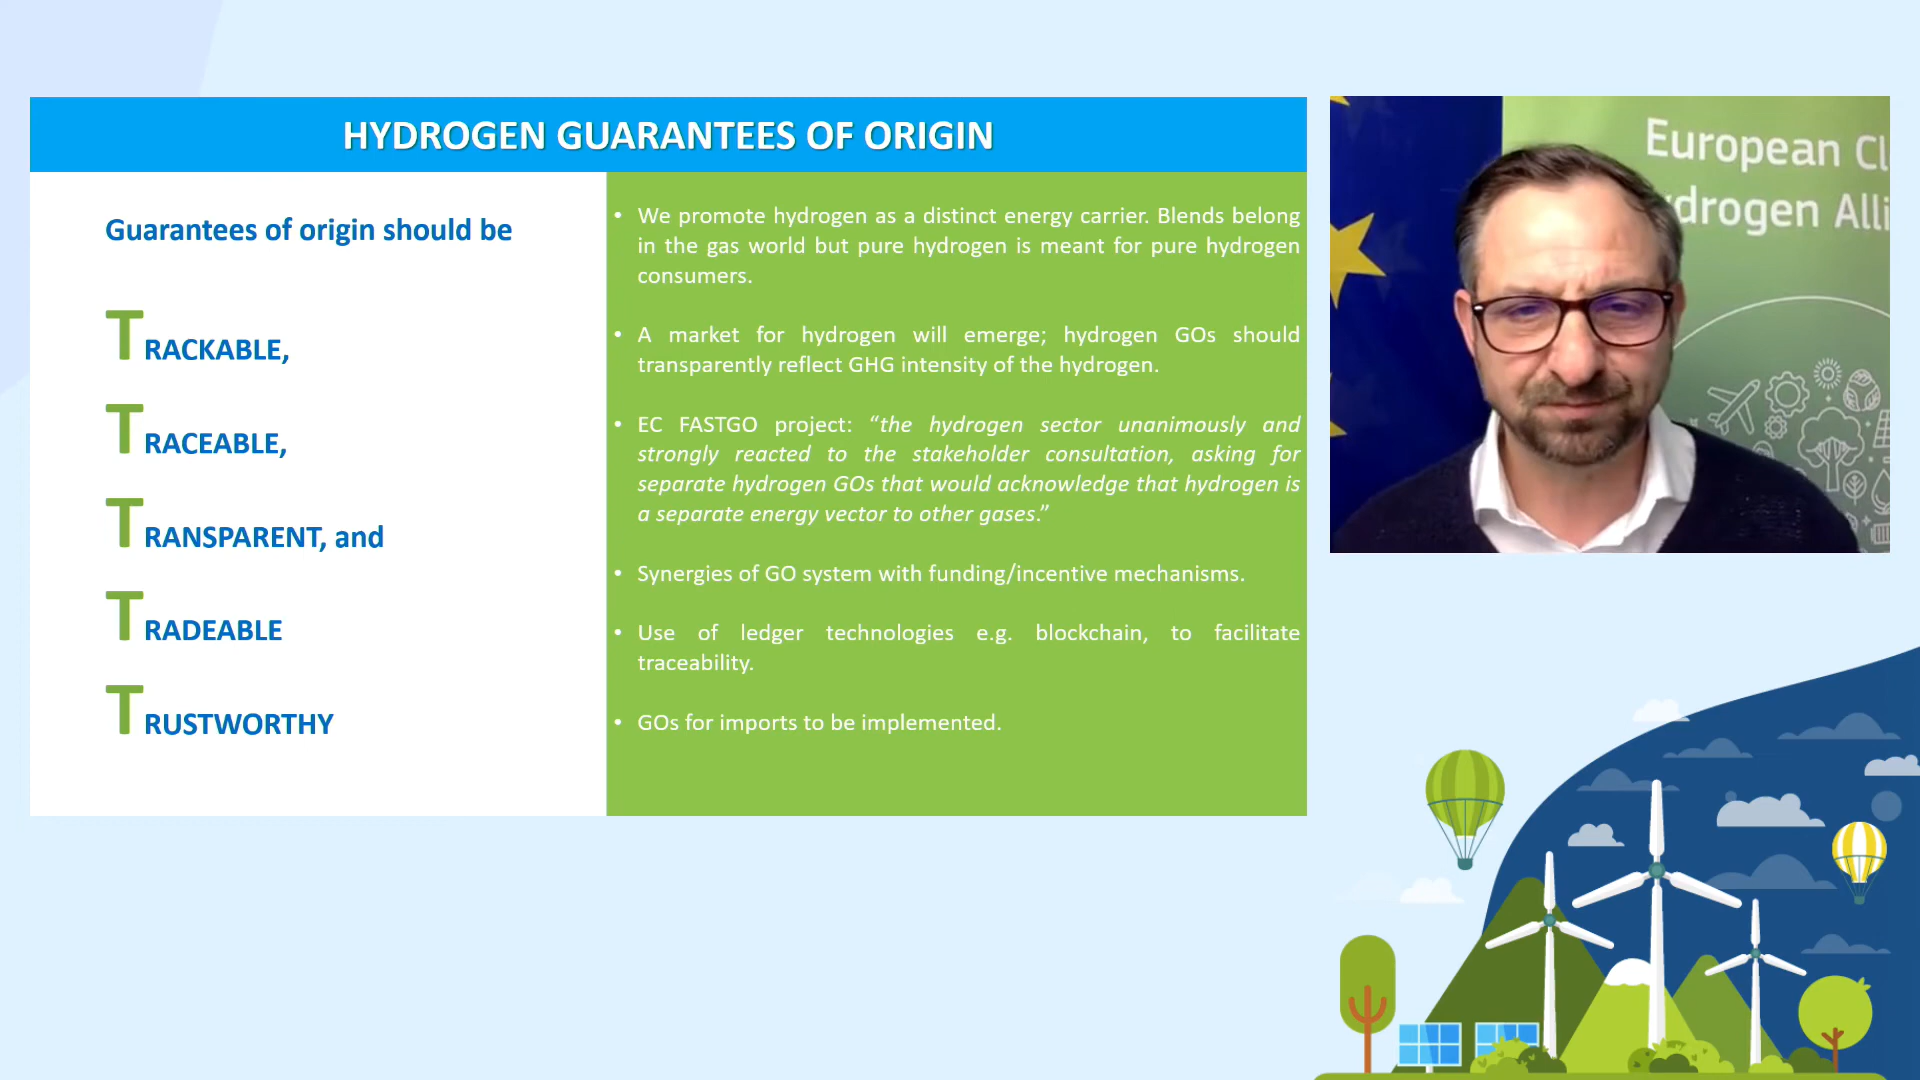 HYDROGEN GUARANTEES OF ORIGIN
Guarantees of origin should be
TRACKABLE,
TRACEABLE,
TRANSPARENT, and
TRADEABLE
TRUSTWORTHY
• We promote hydrogen as a distinct energy carrier. Blends belong
in the gas world but pure hydrogen is meant for pure hydrogen
consumers.
• A market for hydrogen will emerge; hydrogen GOs should
transparently reflect GHG intensity of the hydrogen.
• EC FASTGO project: “the hydrogen sector unanimously and
strongly reacted to the stakeholder consultation, asking for
separate hydrogen GOs that would acknowledge that hydrogen is
a separate energy vector to other gases.”
• Synergies of GO system with funding/incentive mechanisms.
• Use of ledger technologies e.g. blockchain, to facilitate
traceability.
• GOs for imports to be implemented.
European Cl
ydrogen Alli